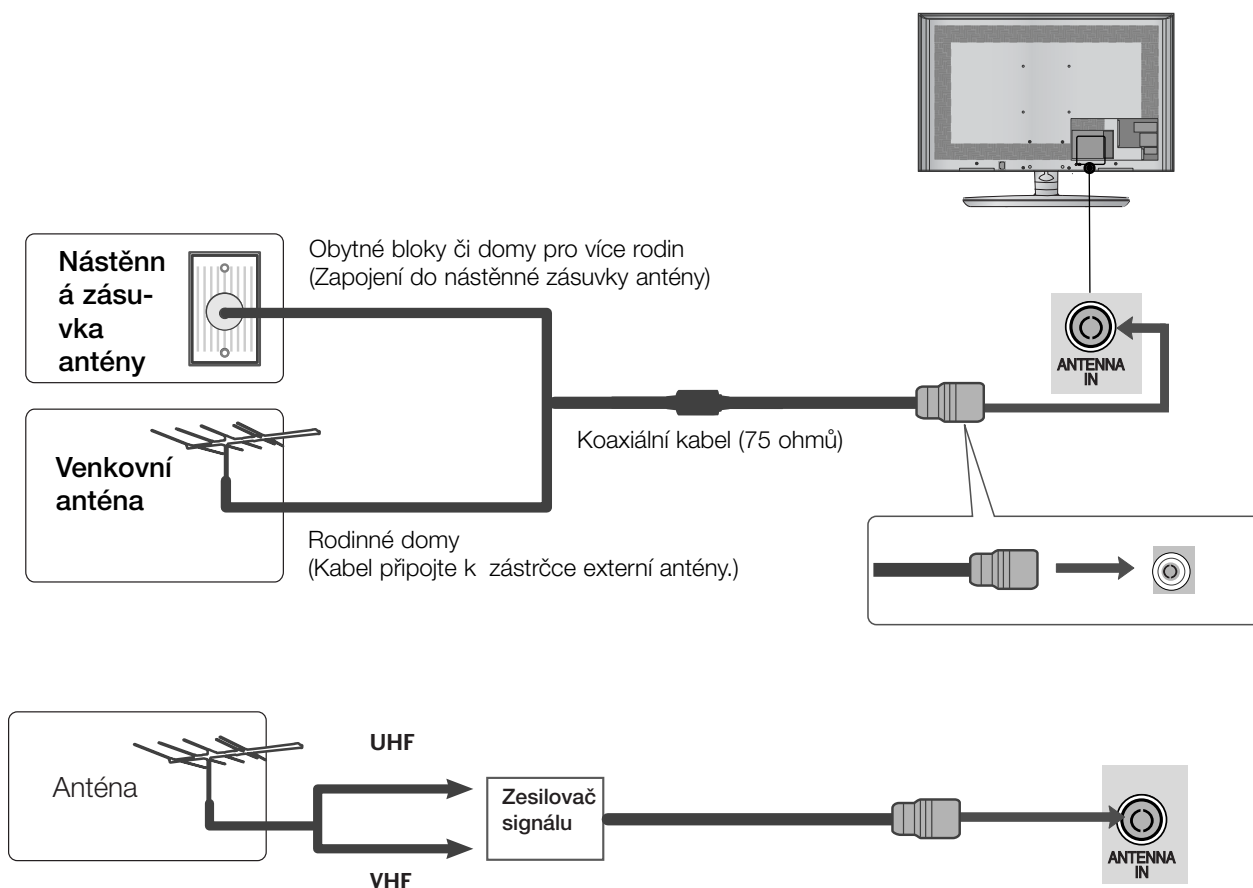 Obytné bloky či domy pro více rodin
(Zapojení do nástěnné zásuvky antény)
Nástěnn
á zásu-
vka
antény
ANTENNA
IN
Koaxiální kabel (75 ohmů)
Venkovní
anténa
Rodinné domy
(Kabel připojte k zástrčce externí antény.)
UHF
Anténa
Zesilovač
signálu
VHF
ANTENNA
IN